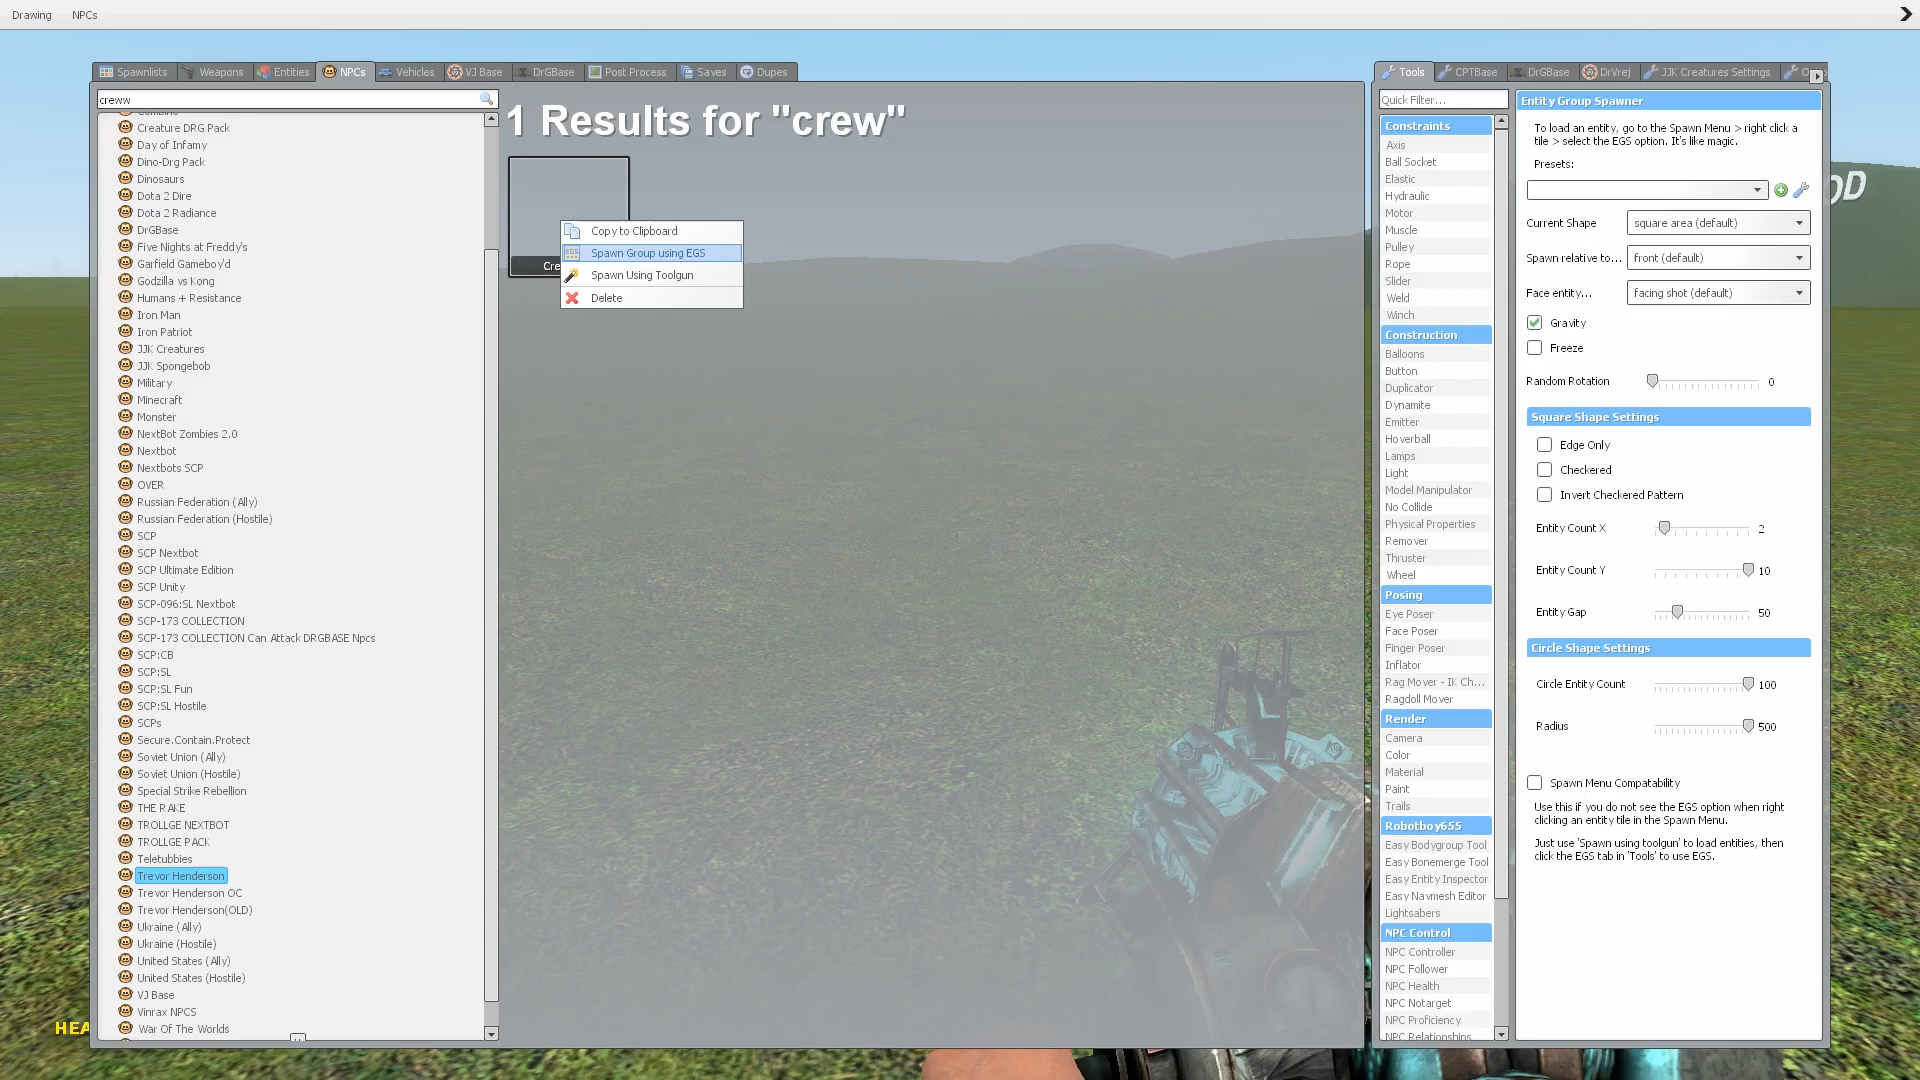 Drawing NPCs
Spawnlists Weapons Entities NPCs Vehicles VJ Base DrGBase Post Process Saves Dupes
creww
Creature DRG Pack
Day of Infamy
Dino-Drg Pack
Dinosaurs
Dota 2 Dire
Dota 2 Radiance
DrGBase
Five Nights at Freddy's
Garfield Gameboy'd
Godzilla vs Kong
Humans + Resistance
Iron Man
Iron Patriot
JJK Creatures
JJK Spongebob
Military
Minecraft
Monster
NextBot Zombies 2.0
Nextbot
Nextbots SCP
OVER
Russian Federation (Ally)
Russian Federation (Hostile)
SCP
SCP Nextbot
SCP Ultimate Edition
SCP Unity
SCP-096:SL Nextbot
SCP-173 COLLECTION
SCP-173 COLLECTION Can Attack DRGBASE Npcs
SCP:CB
SCP:SL
SCP:SL Fun
SCP:SL Hostile
SCPs
Secure.Contain.Protect
Soviet Union (Ally)
Soviet Union (Hostile)
Special Strike Rebellion
THE RAKE
TROLLGE NEXTBOT
TROLLGE PACK
Teletubbies
Trevor Henderson
Trevor Henderson OC
Trevor Henderson(OLD)
Ukraine (Ally)
Ukraine (Hostile)
United States (Ally)
United States (Hostile)
VJ Base
Vinrax NPCS
War Of The Worlds
HEA
1 Results for "crew"
Cre
Copy to Clipboard
Spawn Group using EGS
Spawn Using Toolgun
Delete
Tools CPTBase DrGBase DrVrej JJK Creatures Settings
Quick Filter...
Constraints
Axis
Ball Socket
Elastic
Hydraulic
Motor
Muscle
Pulley
Rope
Slider
Weld
Winch
Construction
Balloons
Button
Duplicator
Dynamite
Emitter
Hoverball
Lamps
Light
Model Manipulator
No Collide
Physical Properties
Remover
Thruster
Wheel
Posing
Eye Poser
Face Poser
Finger Poser
Inflator
Rag Mover - IK Ch...
Ragdoll Mover
Render
Camera
Color
Material
Paint
Trails
Robotboy655
Easy Bodygroup Tool
Easy Bonemerge Tool
Easy Entity Inspector
Easy Navmesh Editor
Lightsabers
NPC Control
NPC Controller
NPC Follower
NPC Health
NPC Notarget
NPC Proficiency
NPC Relationships
Entity Group Spawner
To load an entity, go to the Spawn Menu > right click a
tile > select the EGS option. It's like magic.
Presets:
Current Shape square area (default)
Spawn relative to... front (default)
Face entity... facing shot (default)
Gravity
Freeze
Random Rotation 0
Square Shape Settings
Edge Only
Checkered
Invert Checkered Pattern
Entity Count X 2
Entity Count Y 10
Entity Gap 50
Circle Shape Settings
Circle Entity Count 100
Radius 500
Spawn Menu Compatability
Use this if you do not see the EGS option when right
clicking an entity tile in the Spawn Menu.
Just use 'Spawn using toolgun' to load entities, then
click the EGS tab in 'Tools' to use EGS.